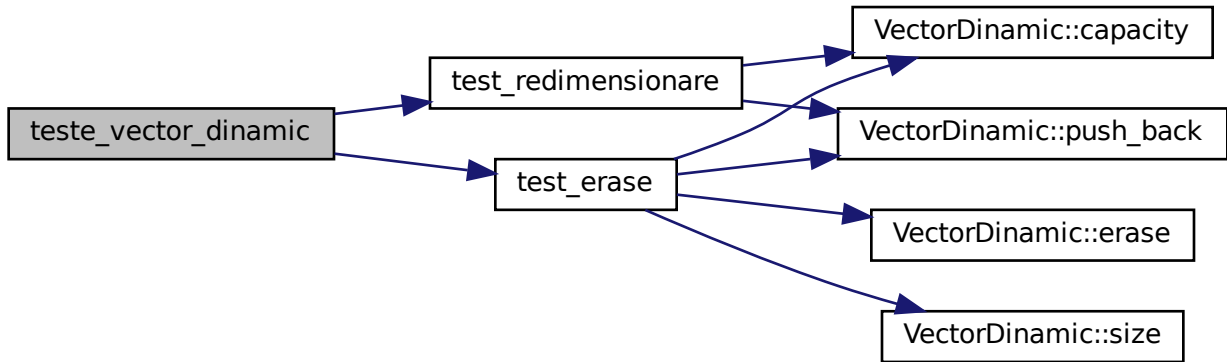 teste_vector_dinamic
test_redimensionare
test_erase
VectorDinamic::capacity
VectorDinamic::push_back
VectorDinamic::erase
VectorDinamic::size